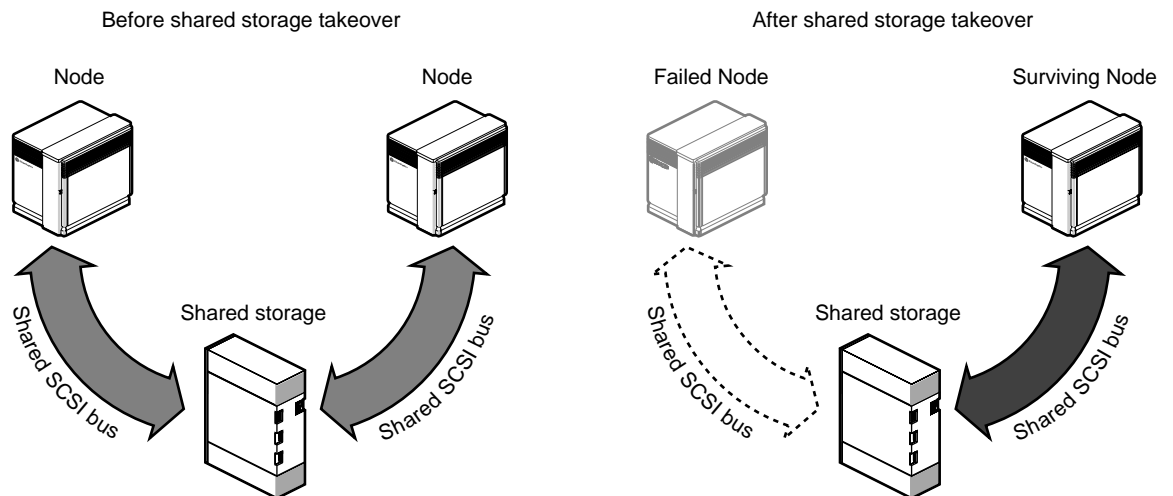 Before shared storage takeover
Node
Node
Shared storage
Shared SCSI bus
Shared SCSI bus
After shared storage takeover
Failed Node
Surviving Node
Shared storage
Shared SCSI bus
Shared SCSI bus